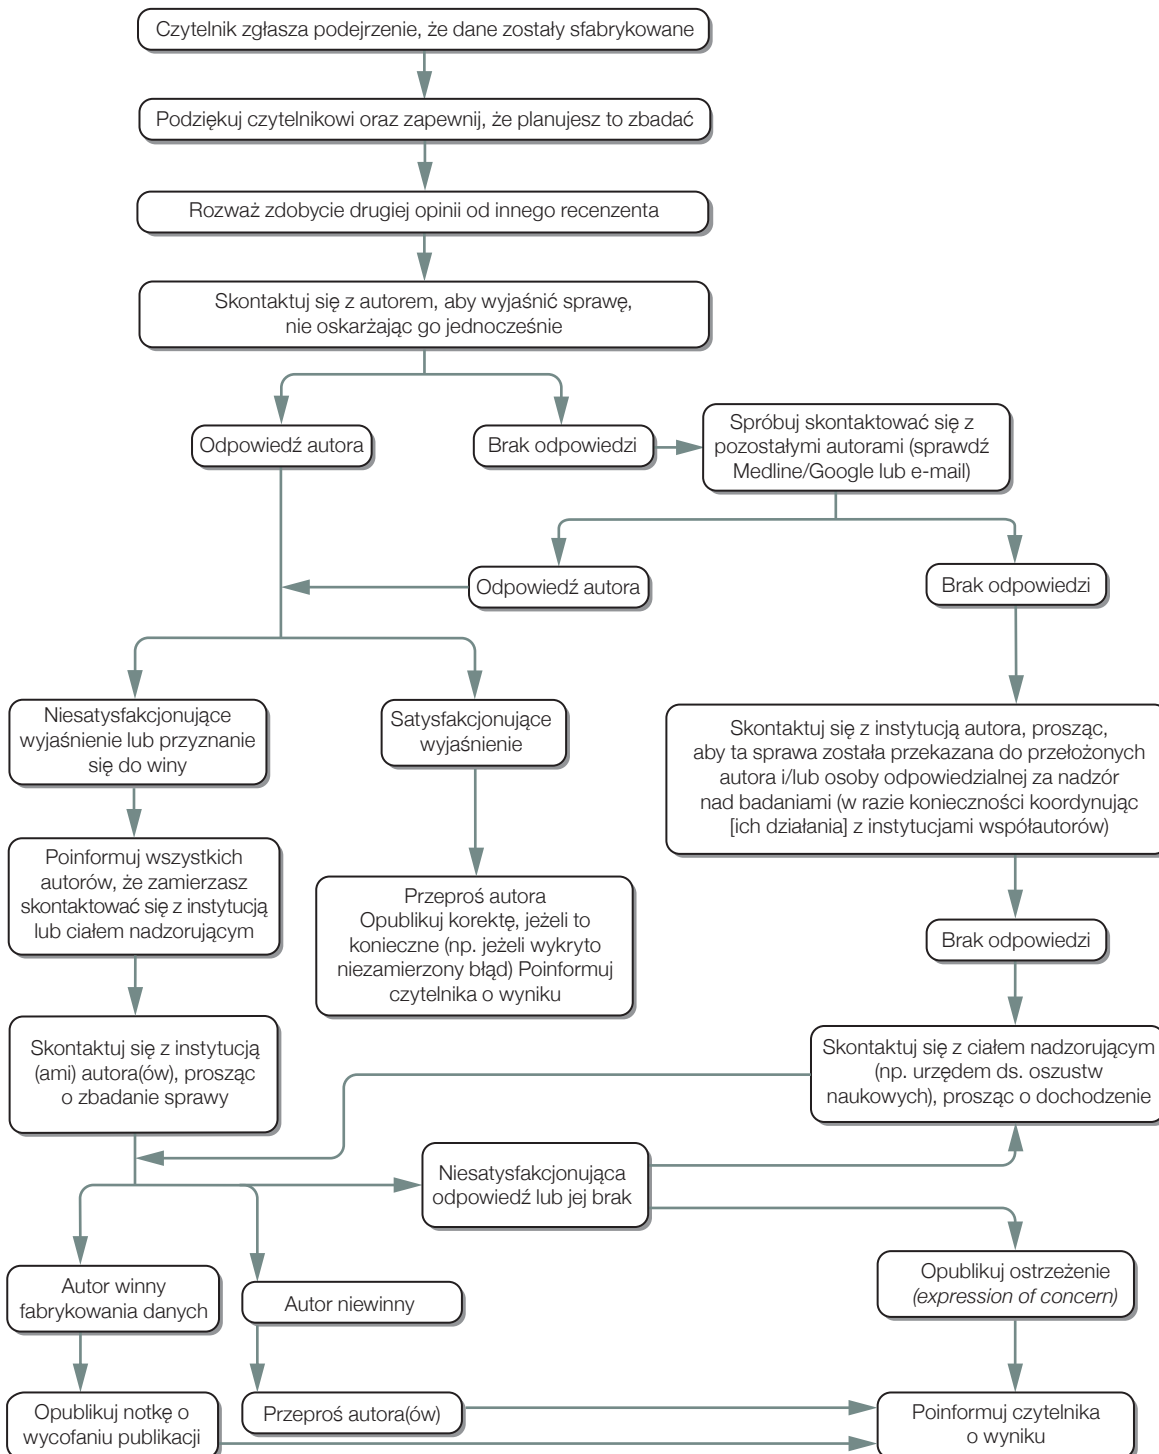 Czytelnik zgłasza podejrzenie, że dane zostały sfabrykowane
Podziękuj czytelnikowi oraz zapewnij, że planujesz to zbadać
Rozważ zdobycie drugiej opinii od innego recenzenta
Skontaktuj się z autorem, aby wyjaśnić sprawę,
nie oskarżając go jednocześnie
Odpowiedź autora
Brak odpowiedzi
Spróbuj skontaktować się z
pozostałymi autorami (sprawdź
Medline/Google lub e-mail)
Odpowiedź autora
Brak odpowiedzi
Niesatysfakcjonujące
wyjaśnienie lub przyznanie
się do winy
Satysfakcjonujące
wyjaśnienie
Skontaktuj się z instytucją autora, prosząc,
aby ta sprawa została przekazana do przełożonych
autora i/lub osoby odpowiedzialnej za nadzór
nad badaniami (w razie konieczności koordynując
[ich działania] z instytucjami współautorów)
Poinformuj wszystkich
autorów, że zamierzasz
skontaktować się z instytucją
lub ciałem nadzorującym
Przeproś autora
Opublikuj korektę, jeżeli to
konieczne (np. jeżeli wykryto
niezamierzony błąd) Poinformuj
czytelnika o wyniku
Brak odpowiedzi
Skontaktuj się z instytucją
(ami) autora(ów), prosząc
o zbadanie sprawy
Skontaktuj się z ciałem nadzorującym
(np. urzędem ds. oszustw
naukowych), prosząc o dochodzenie
Niesatysfakcjonująca
odpowiedź lub jej brak
Autor winny
fabrykowania danych
Autor niewinny
Opublikuj ostrzeżenie
(expression of concern)
Opublikuj notkę o
wycofaniu publikacji
Przeproś autora(ów)
Poinformuj czytelnika
o wyniku